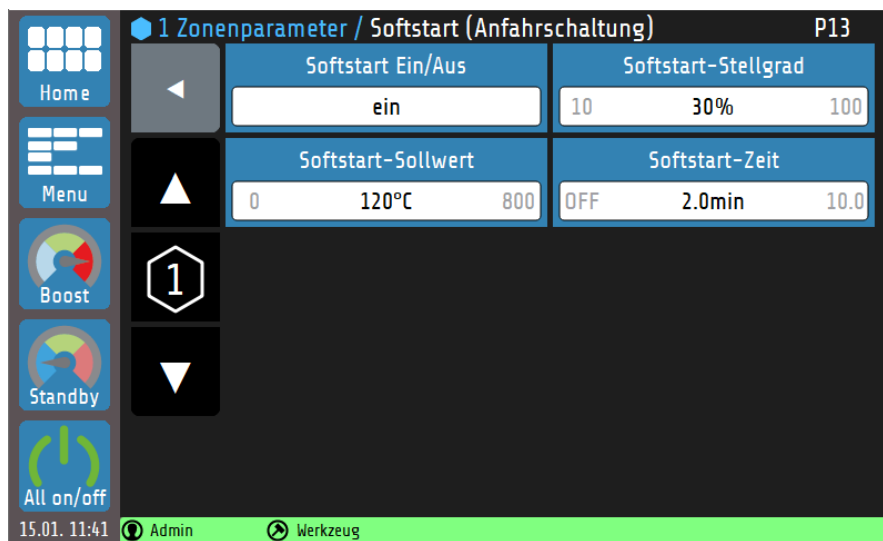 1 Zonenparameter / Softstart (Anfahrschaltung) P13
Home
Softstart Ein/Aus
ein
Softstart-Stellgrad
10 30% 100
Menu
Softstart-Sollwert
0 120°C 800
Softstart-Zeit
OFF 2.0min 10.0
1
Boost
Standby
All on/off
15.01. 11:41
Admin
Werkzeug